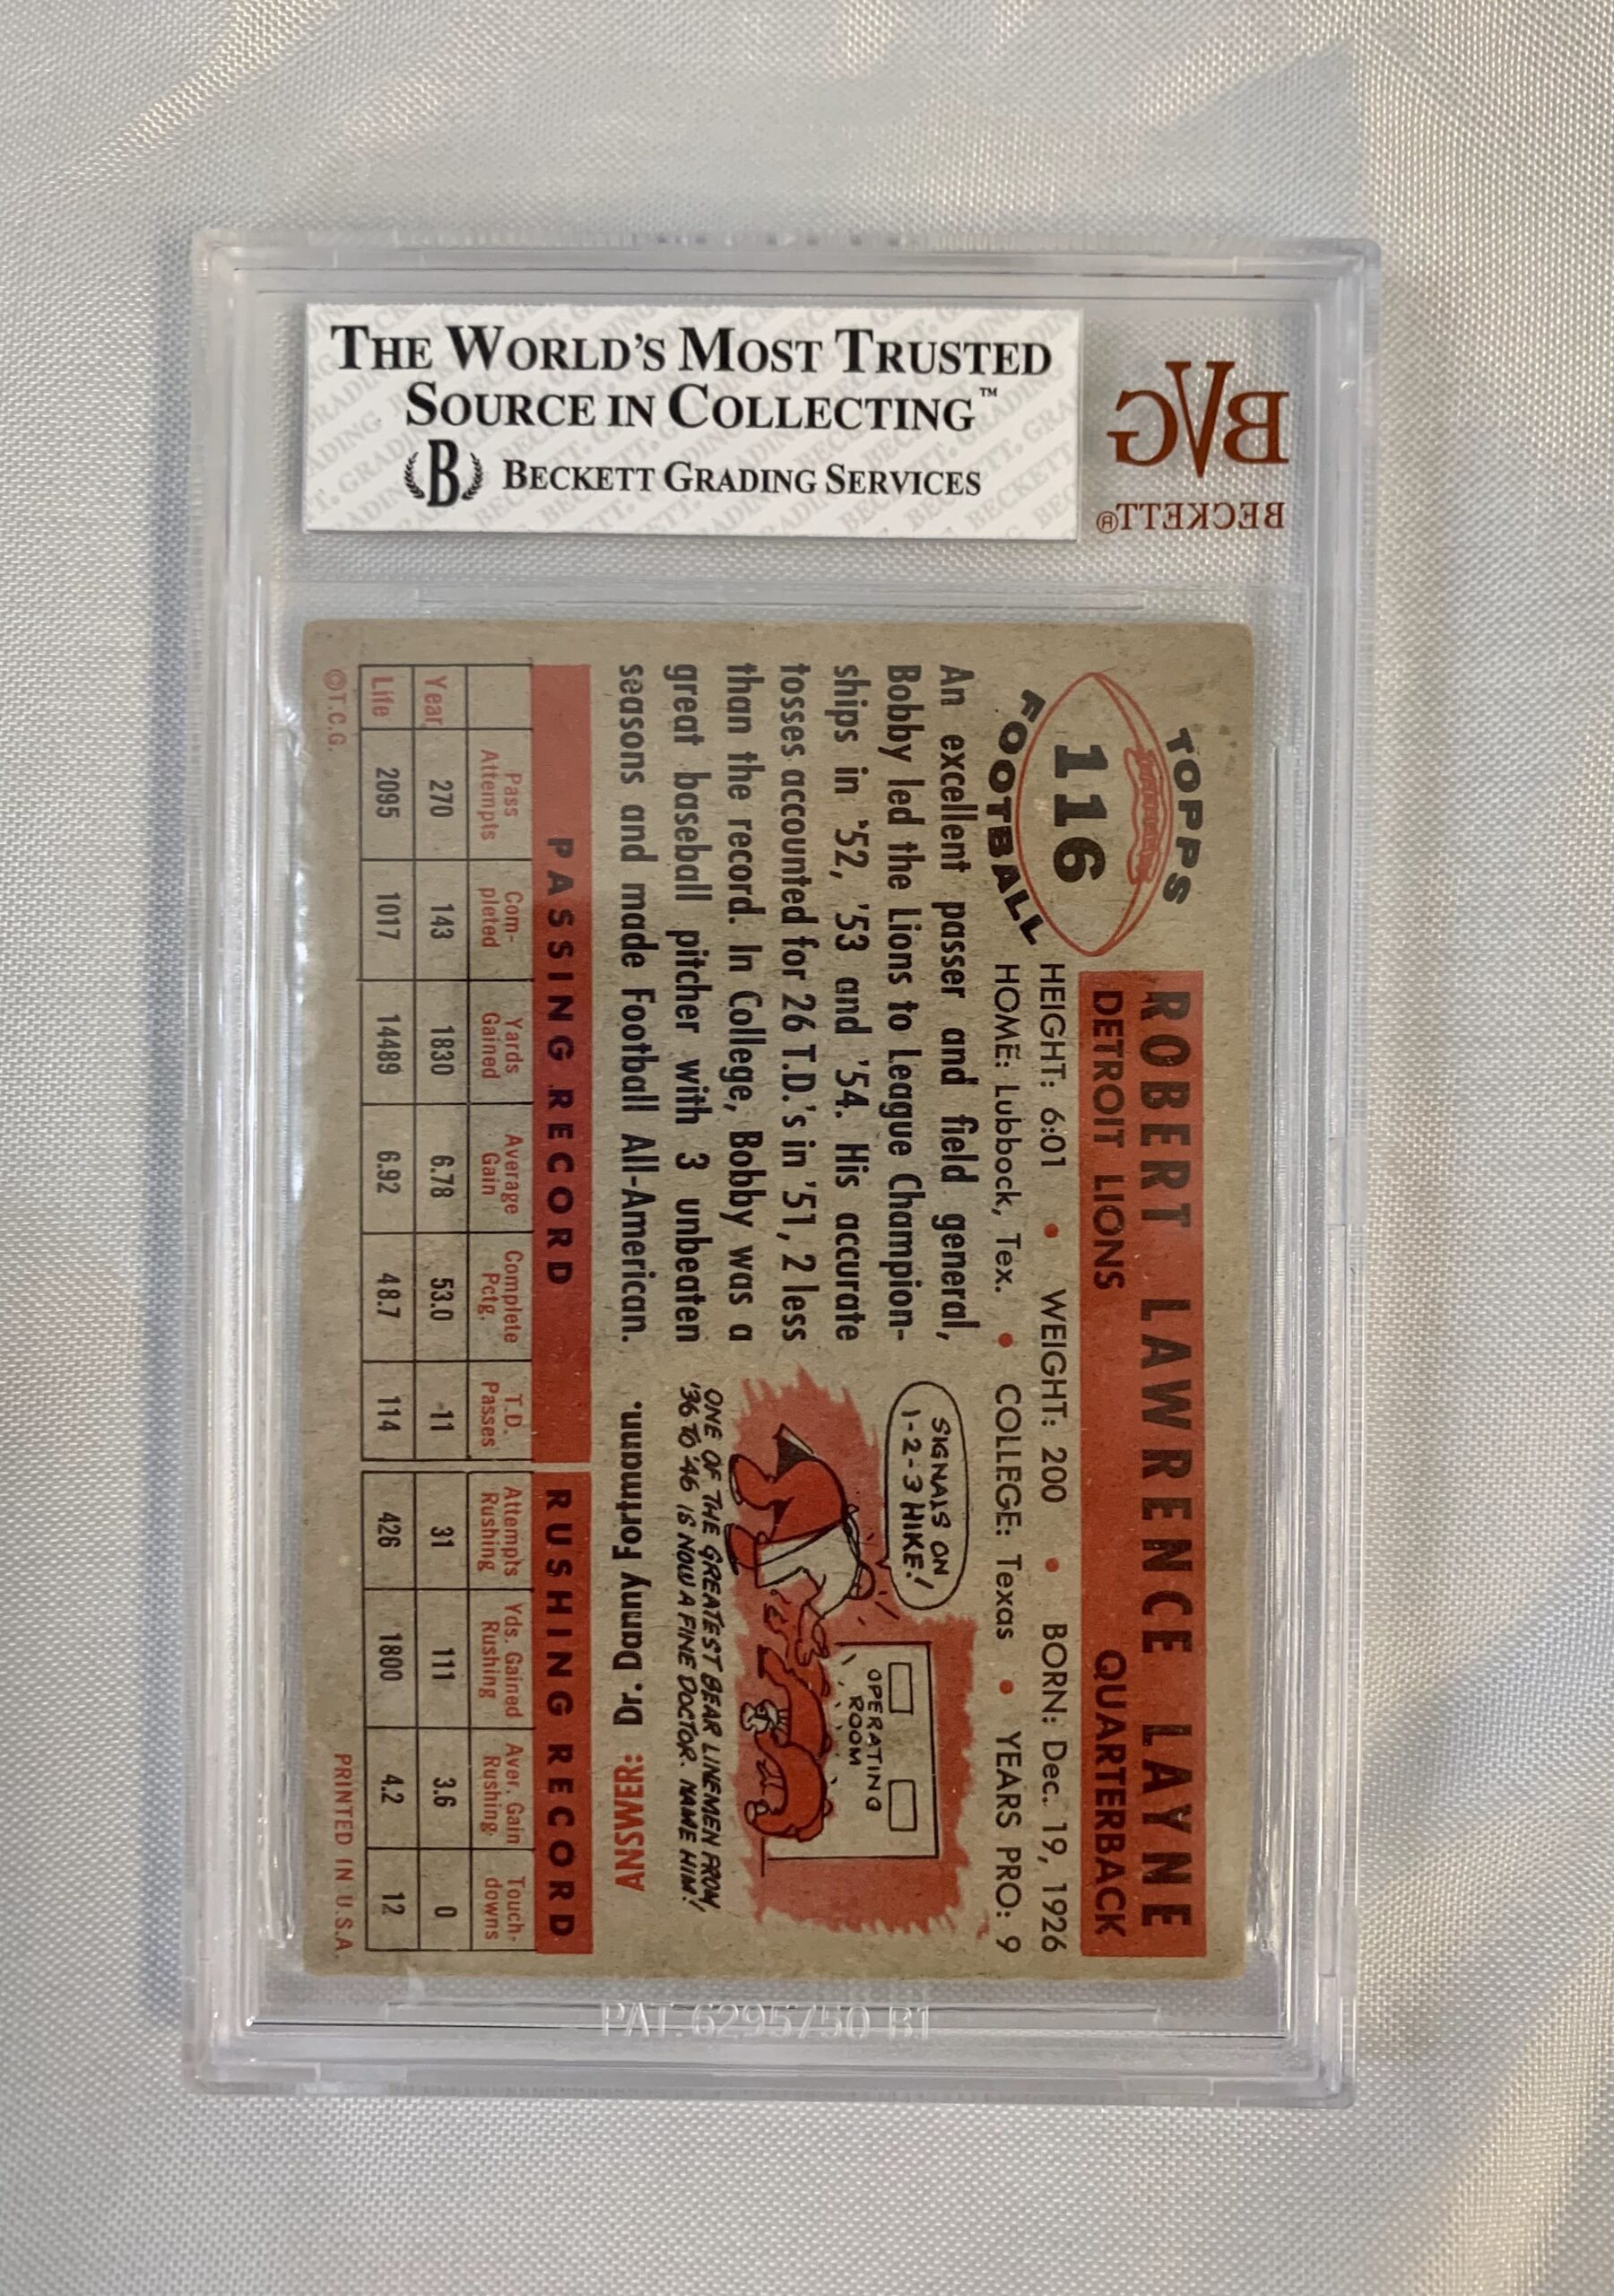 THE WORLD'S MOST TRUSTED
SOURCE IN COLLECTING™
B BECKETT GRADING SERVICES
BVG
BECKETT®
TOPPS
116
FOOTBALL
ROBERT LAWRENCE LAYNE
DETROIT LIONS QUARTERBACK
HEIGHT: 6:01 • WEIGHT: 200 • BORN: Dec. 19, 1926
HOME: Lubbock, Tex. • COLLEGE: Texas • YEARS PRO: 9
An excellent passer and field general,
Bobby led the Lions to League Champion-
ships in '52, '53 and '54. His accurate
tosses accounted for 26 T.D.'s in '51, 2 less
than the record. In College, Bobby was a
great baseball pitcher with 3 unbeaten
seasons and made Football All-American.
SIGNALS ON
1-2-3 HIKE!
OPERATING
ROOM
ONE OF THE GREATEST BEAR LINEMEN FROM
'36 TO '46 IS NOW A FINE DOCTOR. NAME HIM!
ANSWER: Dr. Danny Fortmann.
PASSING RECORD RUSHING RECORD
Pass Attempts Com-pleted Yards Gained Average Gain Complete Pctg. T.D. Passes Attempts Rushing Yds. Gained Rushing Aver. Gain Rushing Touch-downs
Year 270 143 1830 6.78 53.0 11 31 111 3.6 0
Life 2095 1017 14489 6.92 48.7 114 426 1800 4.2 12
©T.C.G. PRINTED IN U.S.A.
PAT. 6295750 B1